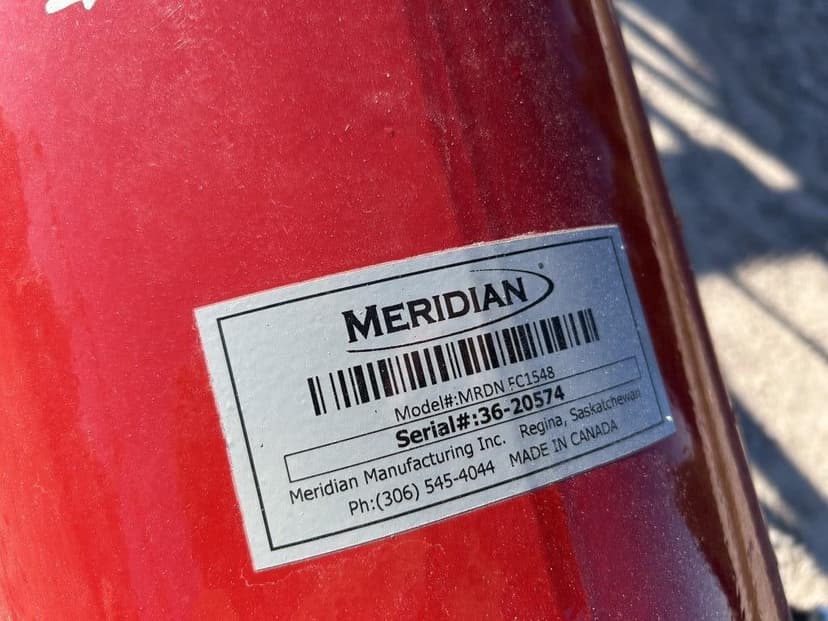 MERIDIAN
Model#:MRDN FC1548
Serial#:36-20574
Meridian Manufacturing Inc. Regina, Saskatchewan
Ph:(306) 545-4044 MADE IN CANADA